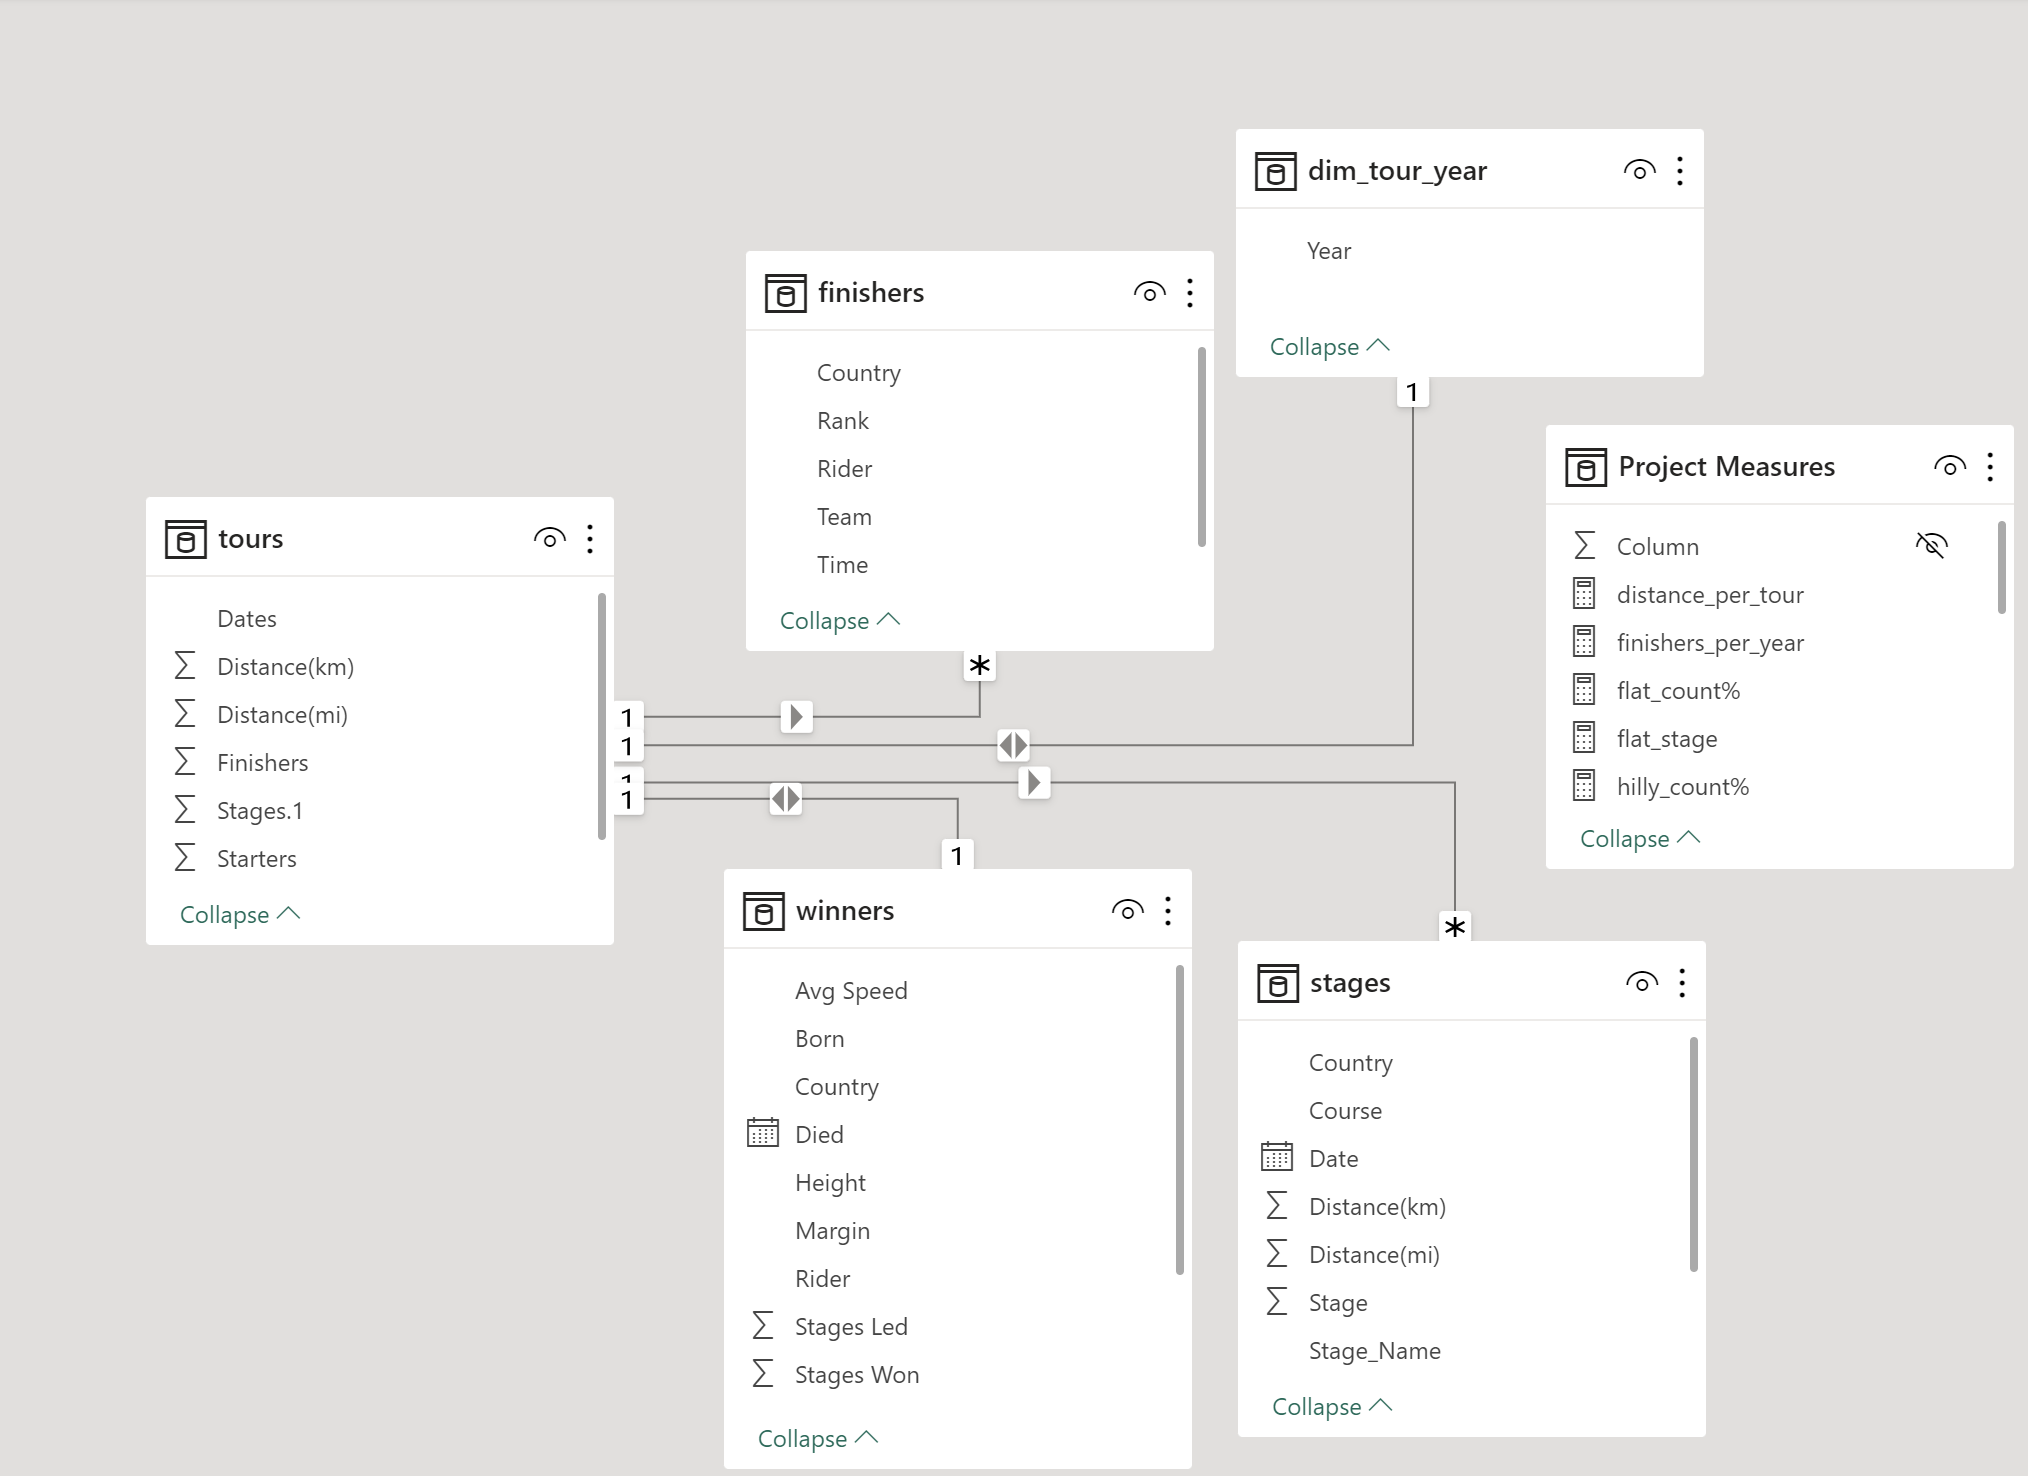 dim_tour_year
Year
Collapse
finishers
Country
Rank
Rider
Team
Time
Collapse
*
1
Project Measures
Column
distance_per_tour
finishers_per_year
flat_count%
flat_stage
hilly_count%
Collapse
tours
Dates
Distance(km)
Distance(mi)
Finishers
Stages.1
Starters
Collapse
1
1
1
1
1
winners
Avg Speed
Born
Country
Died
Height
Margin
Rider
Stages Led
Stages Won
Collapse
*
stages
Country
Course
Date
Distance(km)
Distance(mi)
Stage
Stage_Name
Collapse